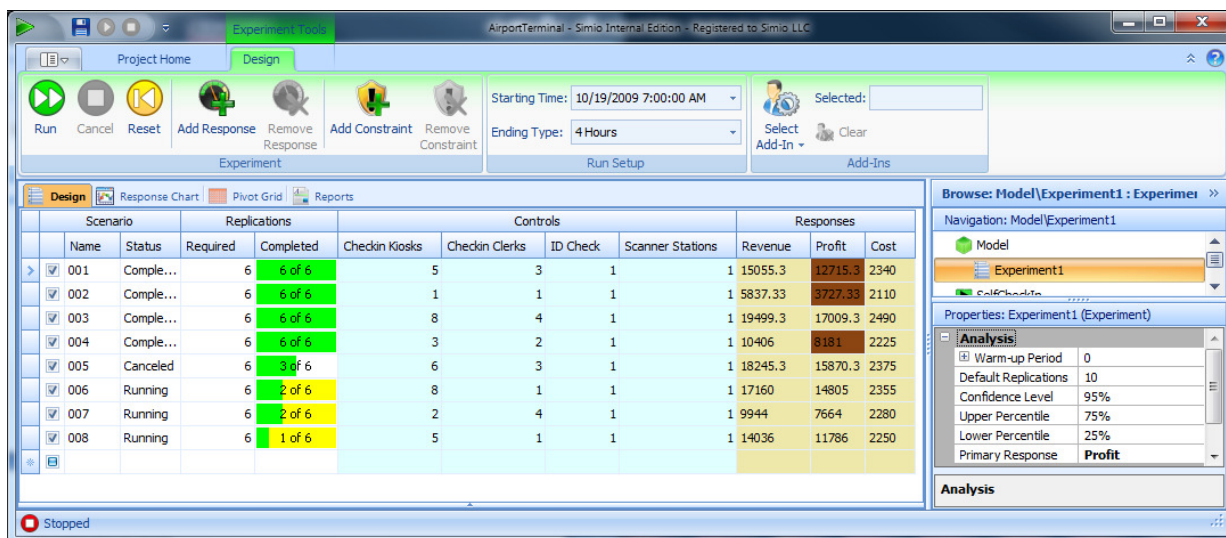 Experiment Tools
AirportTerminal - Simio Internal Edition - Registered to Simio LLC
Project Home Design
Run Cancel Reset Add Response Remove Response Add Constraint Remove Constraint
Experiment
Starting Time: 10/19/2009 7:00:00 AM
Ending Type: 4 Hours
Run Setup
Select Add-In Selected:
Clear
Add-Ins
Design Response Chart Pivot Grid Reports
Scenario Replications Controls Responses
Name Status Required Completed Checkin Kiosks Checkin Clerks ID Check Scanner Stations Revenue Profit Cost
001 Comple... 6 6 of 6 5 3 1 1 15055.3 12715.3 2340
002 Comple... 6 6 of 6 1 1 1 1 5837.33 3727.33 2110
003 Comple... 6 6 of 6 8 4 1 1 19499.3 17009.3 2490
004 Comple... 6 6 of 6 3 2 1 1 10406 8181 2225
005 Canceled 6 3 of 6 6 3 1 1 18245.3 15870.3 2375
006 Running 6 2 of 6 8 1 1 1 17160 14805 2355
007 Running 6 2 of 6 2 4 1 1 9944 7664 2280
008 Running 6 1 of 6 5 1 1 1 14036 11786 2250
Browse: Model\Experiment1 : Experimer
Navigation: Model\Experiment1
Model
Experiment1
SelfCheckIn
Properties: Experiment1 (Experiment)
Analysis
Warm-up Period 0
Default Replications 10
Confidence Level 95%
Upper Percentile 75%
Lower Percentile 25%
Primary Response Profit
Analysis
Stopped